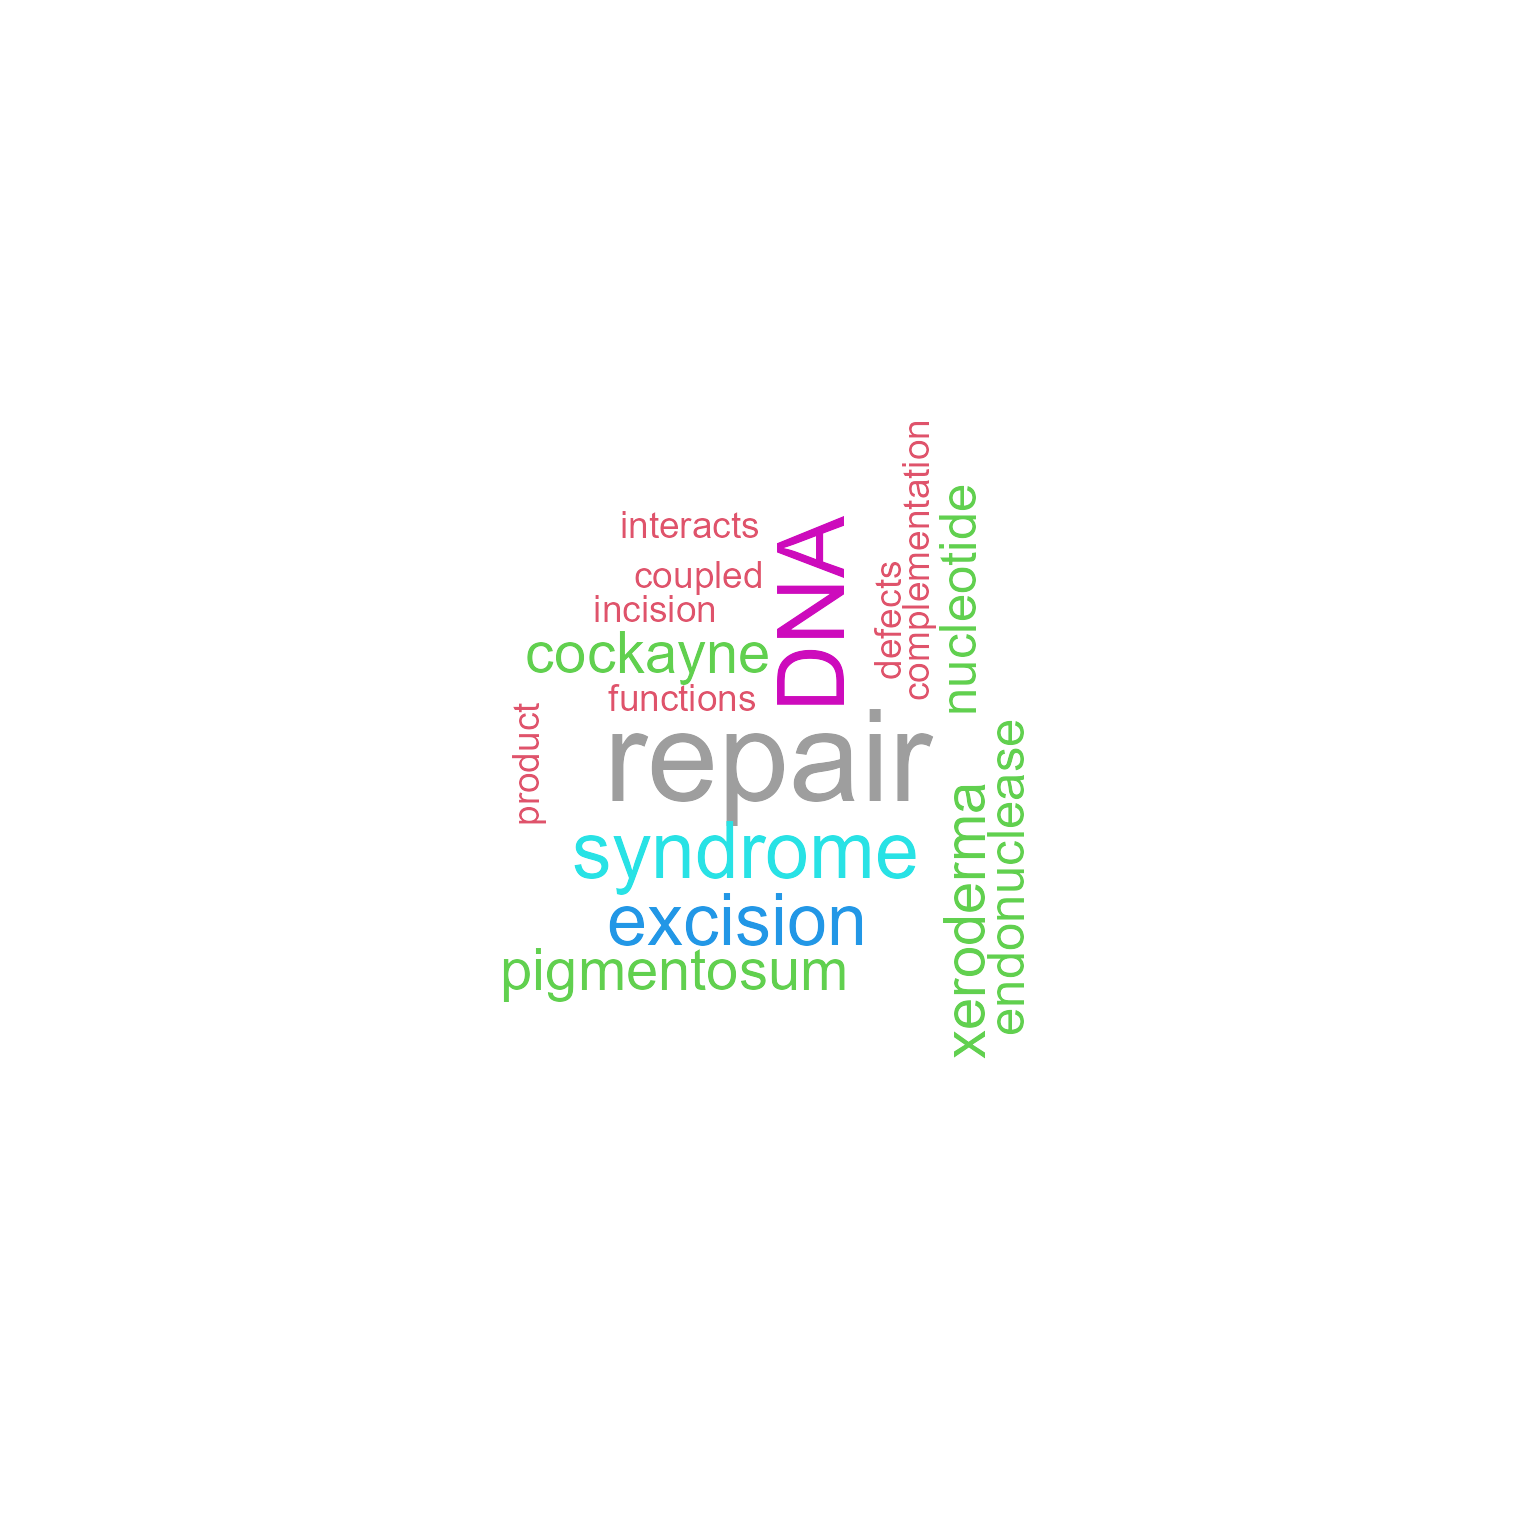 complementation
nucleotide
interacts
DNA
coupled
defects
incision
cockayne
functions
product
repair
endonuclease
xeroderma
syndrome
excision
pigmentosum